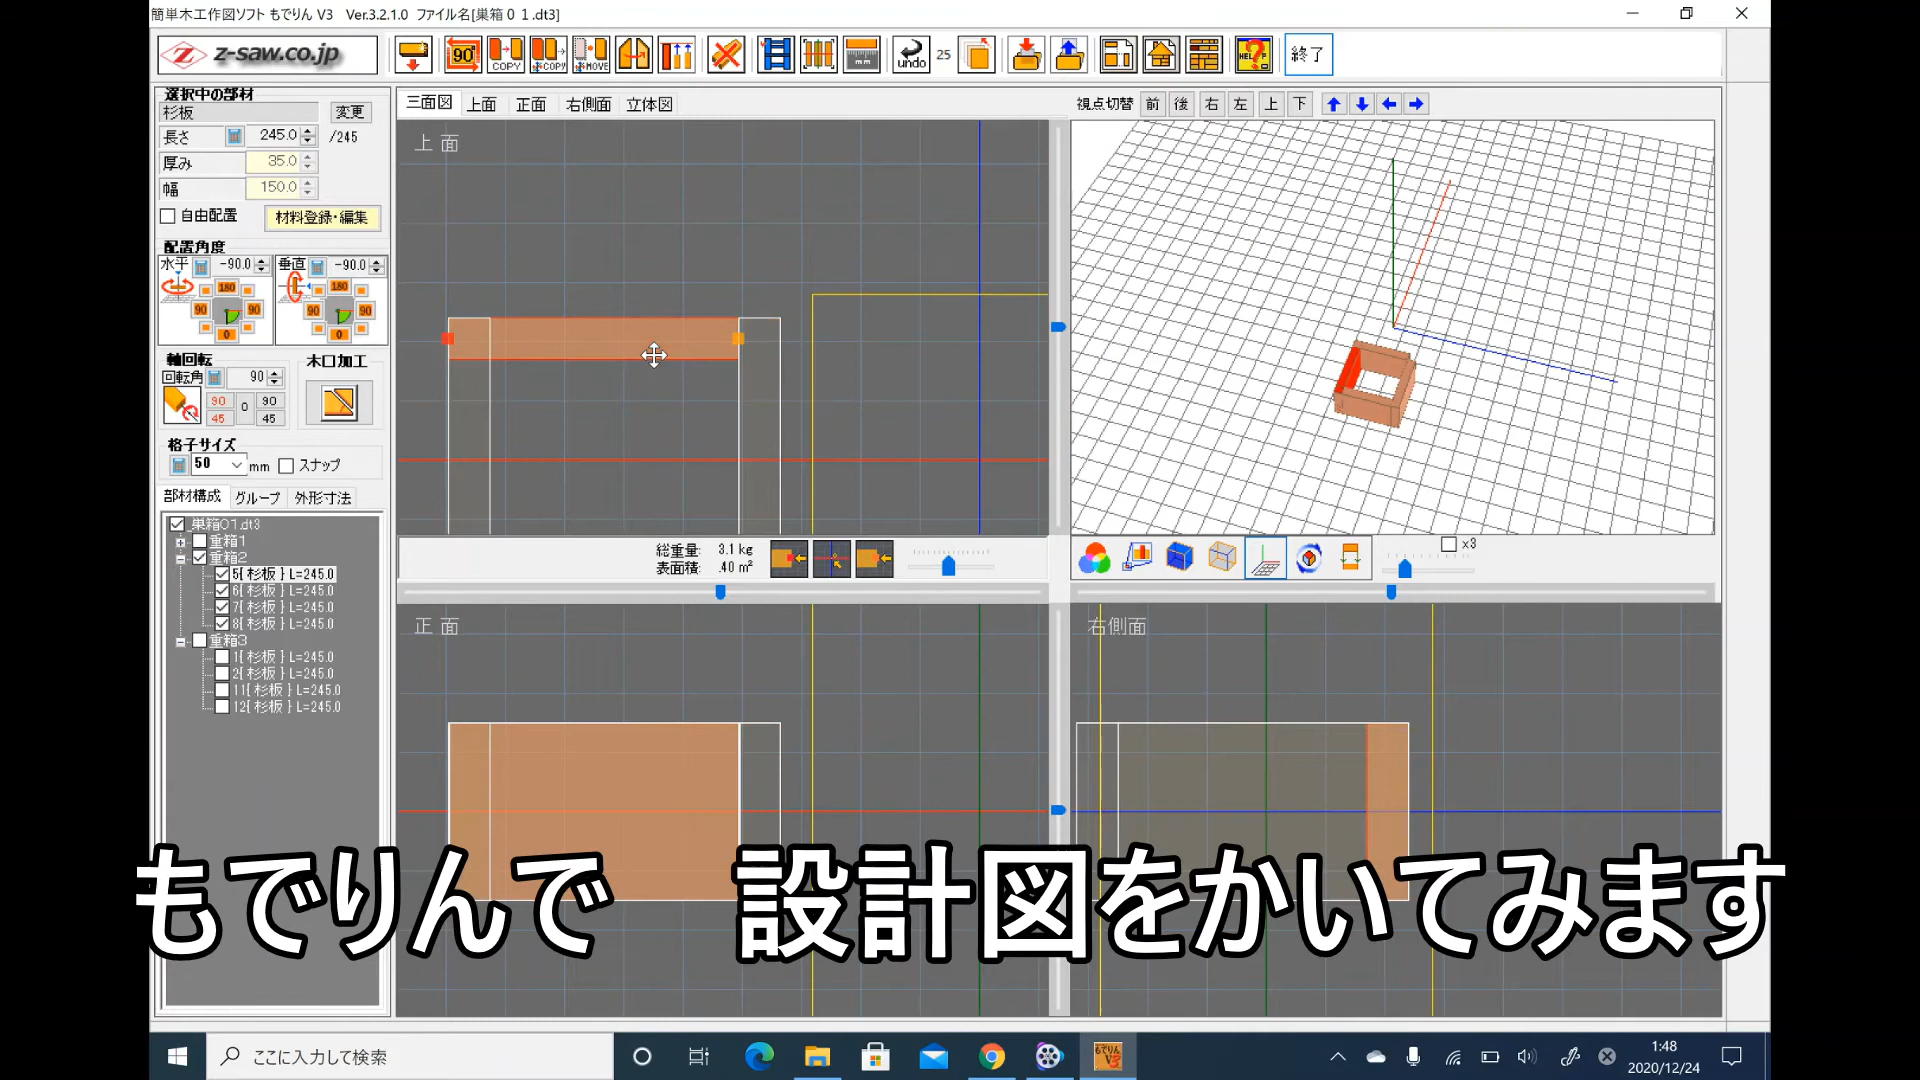 簡単木工作図ソフト もでりん V3 Ver.3.2.1.0 ファイル名[巣箱０１.dt3]
z-saw.co.jp
90°
COPY
COPY
MOVE
mm
undo
25
HELP
終了
選択中の部材
杉板
変更
長さ 245.0 /245
厚み 35.0
幅 150.0
自由配置
材料登録・編集
配置角度
水平 -90.0
垂直 -90.0
180
90 90
0
180
90 90
0
軸回転
木口加工
回転角 90
90 0 90
45 45
格子サイズ
50 mm スナップ
部材構成 グループ 外形寸法
巣箱01.dt3
重箱1
重箱2
5{杉板} L=245.0
6{杉板} L=245.0
7{杉板} L=245.0
8{杉板} L=245.0
重箱3
1{杉板} L=245.0
2{杉板} L=245.0
11{杉板} L=245.0
12{杉板} L=245.0
三面図 上面 正面 右側面 立体図
視点切替 前 後 右 左 上 下
上面
総重量: 3.1 kg
表面積: .40 m²
x3
正面
右側面
もでりんで 設計図をかいてみます
ここに入力して検索
もでりん
V3
1:48
2020/12/24